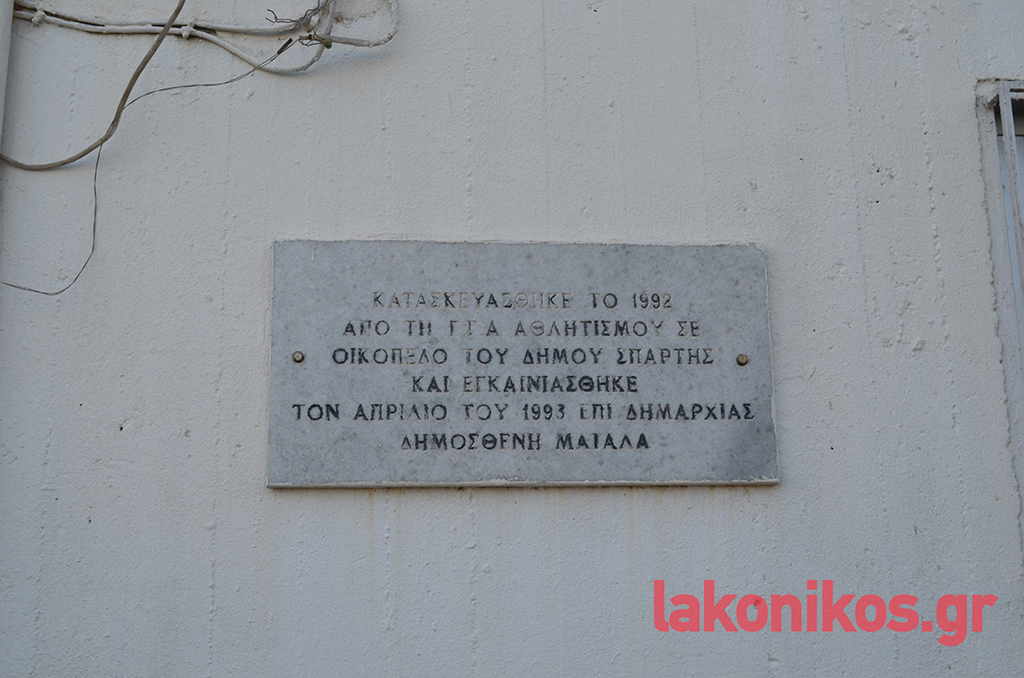 ΚΑΤΑΣΚΕΥΑΣΘΗΚΕ ΤΟ 1992
ΑΠΟ ΤΗ Γ.Γ.Α ΑΘΛΗΤΙΣΜΟΥ ΣΕ
ΟΙΚΟΠΕΔΟ ΤΟΥ ΔΗΜΟΥ ΣΠΑΡΤΗΣ
ΚΑΙ ΕΓΚΑΙΝΙΑΣΘΗΚΕ
ΤΟΝ ΑΠΡΙΛΙΟ ΤΟΥ 1993 ΕΠΙ ΔΗΜΑΡΧΙΑΣ
ΔΗΜΟΣΘΕΝΗ ΜΑΤΑΛΑ
lakonikos.gr